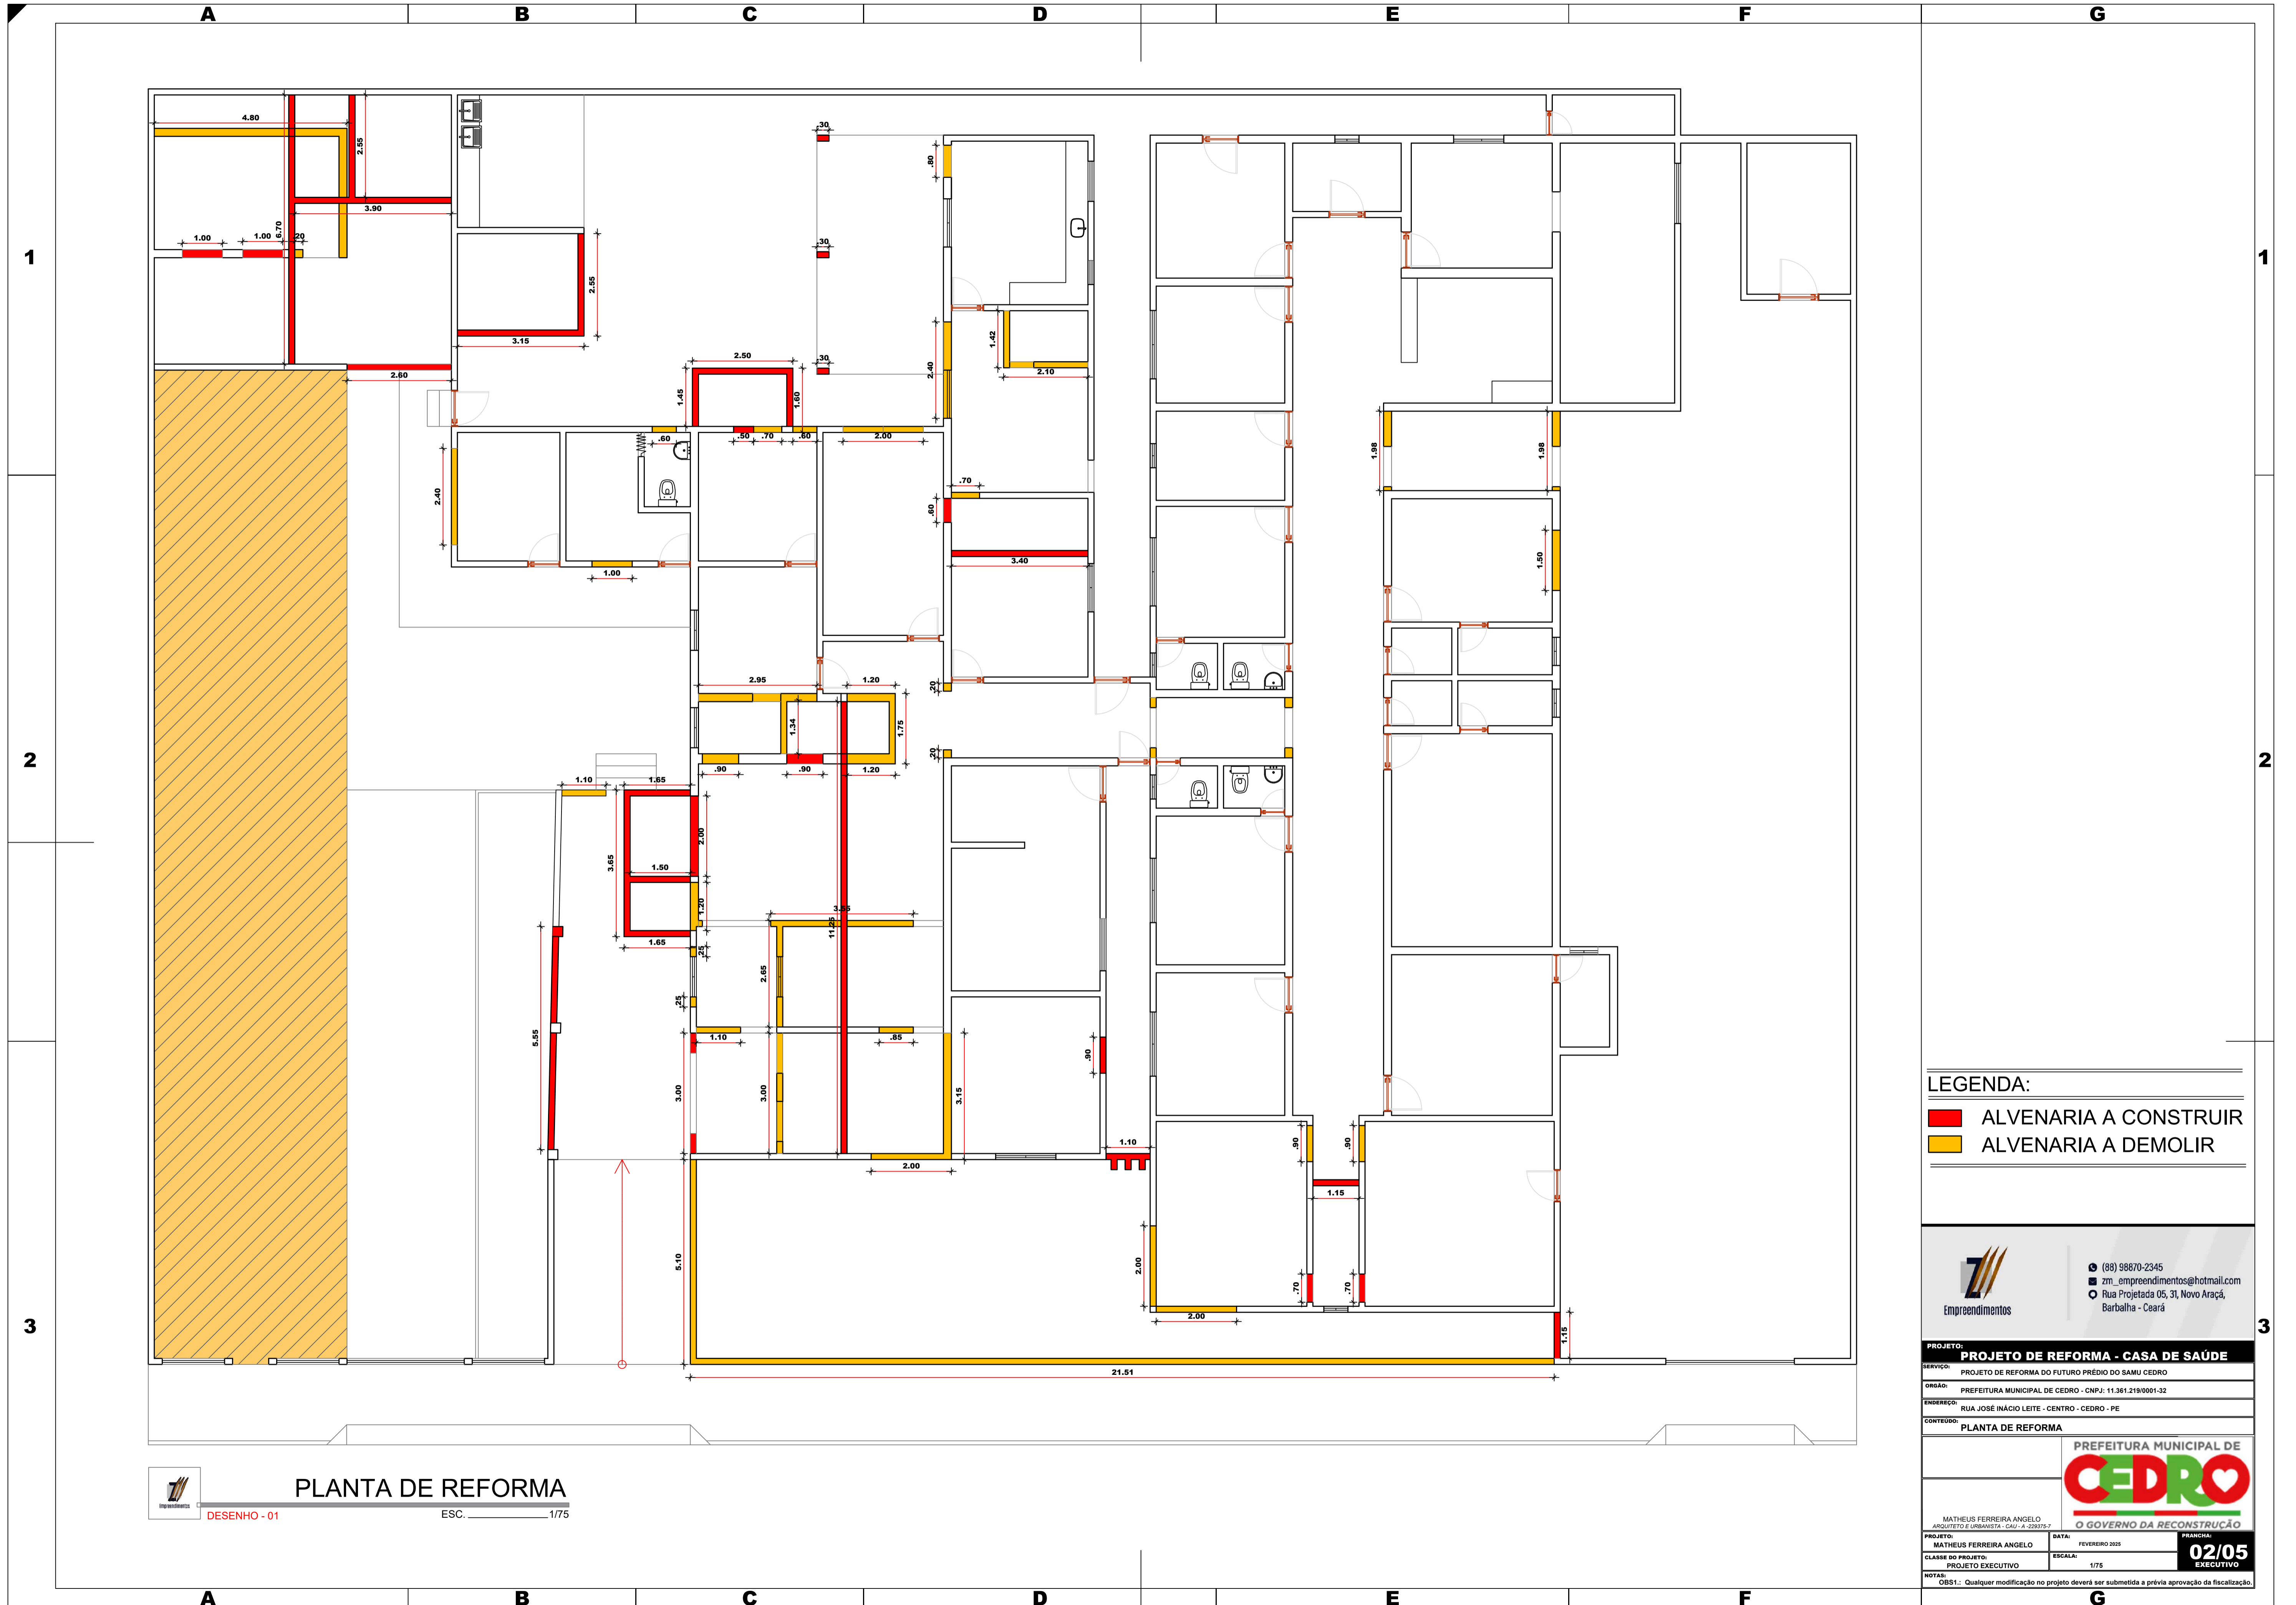 A B C D E F G
4.80
.30
2.55
.80
3.90
6.70
1.00
1.00
.20
.30
1
1
2.55
3.15
1.42
2.40
2.50
.30
2.10
2.60
1.45
1.60
.60
.50
.70
.60
2.00
1.98
1.98
2.40
.70
.60
1.50
3.40
1.00
2.95
1.20
.20
1.34
1.75
.20
2
2
.90
.90
1.20
1.10
1.65
2.00
3.65
1.50
1.20
3.55
11.25
1.65
.25
2.65
.25
5.55
1.10
.85
.90
3.00
3.00
3.15
1.10
.90
.90
2.00
1.15
5.10
2.00
.70
.70
2.00
1.15
3
3
21.51
LEGENDA:
ALVENARIA A CONSTRUIR
ALVENARIA A DEMOLIR
Empreendimentos
(88) 98870-2345
zm_empreendimentos@hotmail.com
Rua Projetada 05, 31, Novo Araçá,
Barbalha - Ceará
PROJETO:
PROJETO DE REFORMA - CASA DE SAÚDE
SERVIÇO:
PROJETO DE REFORMA DO FUTURO PRÉDIO DO SAMU CEDRO
ORGÃO:
PREFEITURA MUNICIPAL DE CEDRO - CNPJ: 11.361.219/0001-32
ENDEREÇO:
RUA JOSÉ INÁCIO LEITE - CENTRO - CEDRO - PE
CONTEÚDO:
PLANTA DE REFORMA
PREFEITURA MUNICIPAL DE
CEDRO
O GOVERNO DA RECONSTRUÇÃO
MATHEUS FERREIRA ANGELO
ARQUITETO E URBANISTA - CAU - A -229375-7
PROJETO:
MATHEUS FERREIRA ANGELO
DATA:
FEVEREIRO 2025
PRANCHA:
02/05
EXECUTIVO
CLASSE DO PROJETO:
PROJETO EXECUTIVO
ESCALA:
1/75
NOTAS:
OBS1.: Qualquer modificação no projeto deverá ser submetida a prévia aprovação da fiscalização.
Empreendimentos
PLANTA DE REFORMA
DESENHO - 01
ESC. 1/75
A B C D E F G